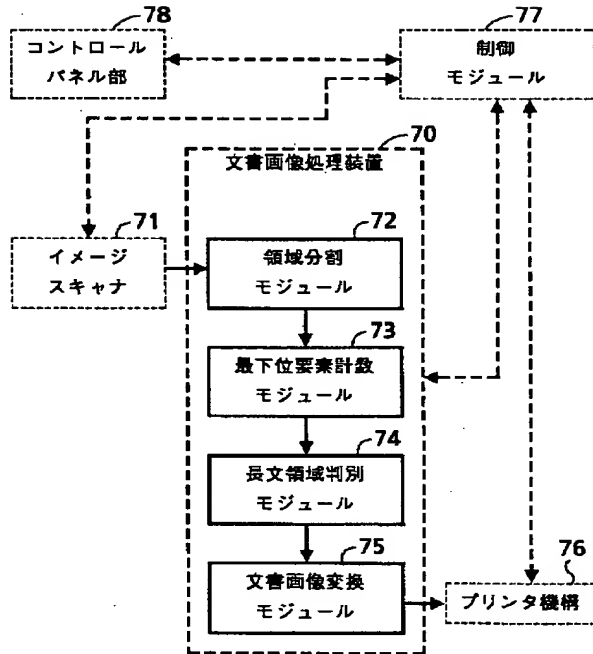 78
コントロール
パネル部
77
制御
モジュール
70
文書画像処理装置
71
イメージ
スキャナ
72
領域分割
モジュール
73
最下位要素計数
モジュール
74
長文領域判別
モジュール
75
文書画像変換
モジュール
76
プリンタ機構